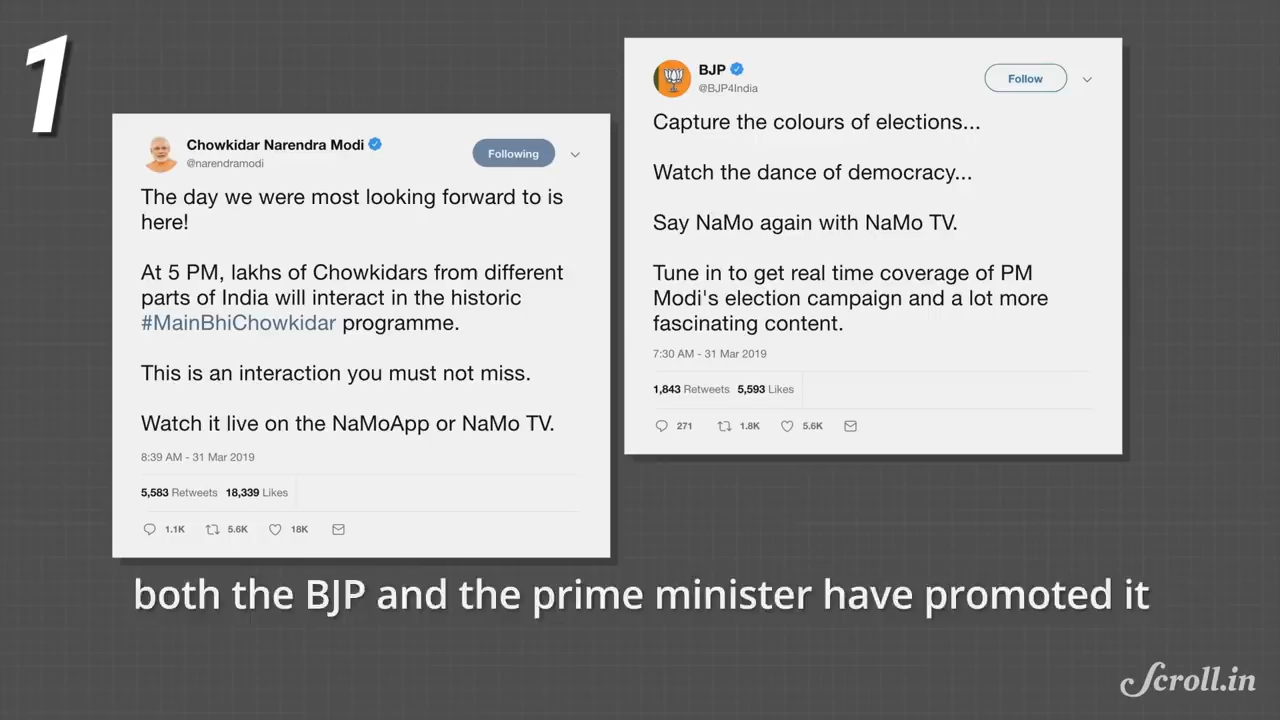 1
Chowkidar Narendra Modi
@narendramodi
Following
The day we were most looking forward to is
here!
At 5 PM, lakhs of Chowkidars from different
parts of India will interact in the historic
#MainBhiChowkidar programme.
This is an interaction you must not miss.
Watch it live on the NaMoApp or NaMo TV.
8:39 AM - 31 Mar 2019
5,583 Retweets 18,339 Likes
1.1K 5.6K 18K
BJP
@BJP4India
Follow
Capture the colours of elections...
Watch the dance of democracy...
Say NaMo again with NaMo TV.
Tune in to get real time coverage of PM
Modi's election campaign and a lot more
fascinating content.
7:30 AM - 31 Mar 2019
1,843 Retweets 5,593 Likes
271 1.8K 5.6K
both the BJP and the prime minister have promoted it
Scroll.in